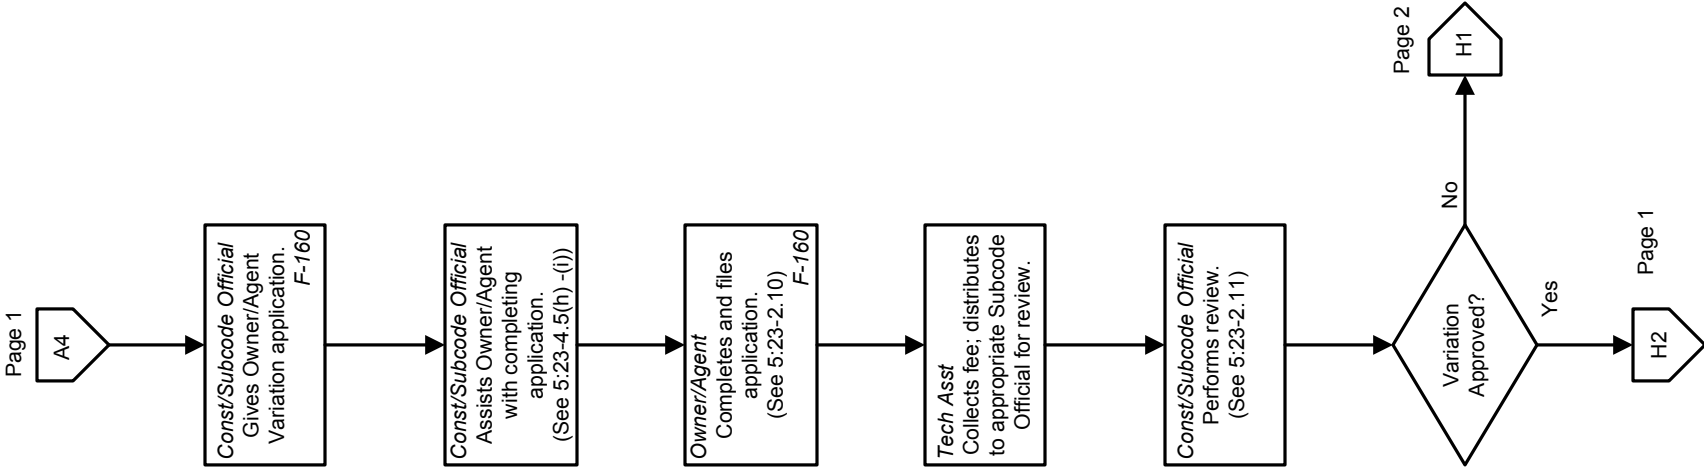 Page 1
A4
Const/Subcode Official
Gives Owner/Agent
Variation application.
F-160
Const/Subcode Official
Assists Owner/Agent
with completing
application.
(See 5:23-4.5(h) -(i))
Owner/Agent
Completes and files
application.
(See 5:23-2.10)
F-160
Tech Asst
Collects fee; distributes
to appropriate Subcode
Official for review.
Const/Subcode Official
Performs review.
(See 5:23-2.11)
Variation
Approved?
No
Page 2
H1
Yes
Page 1
H2